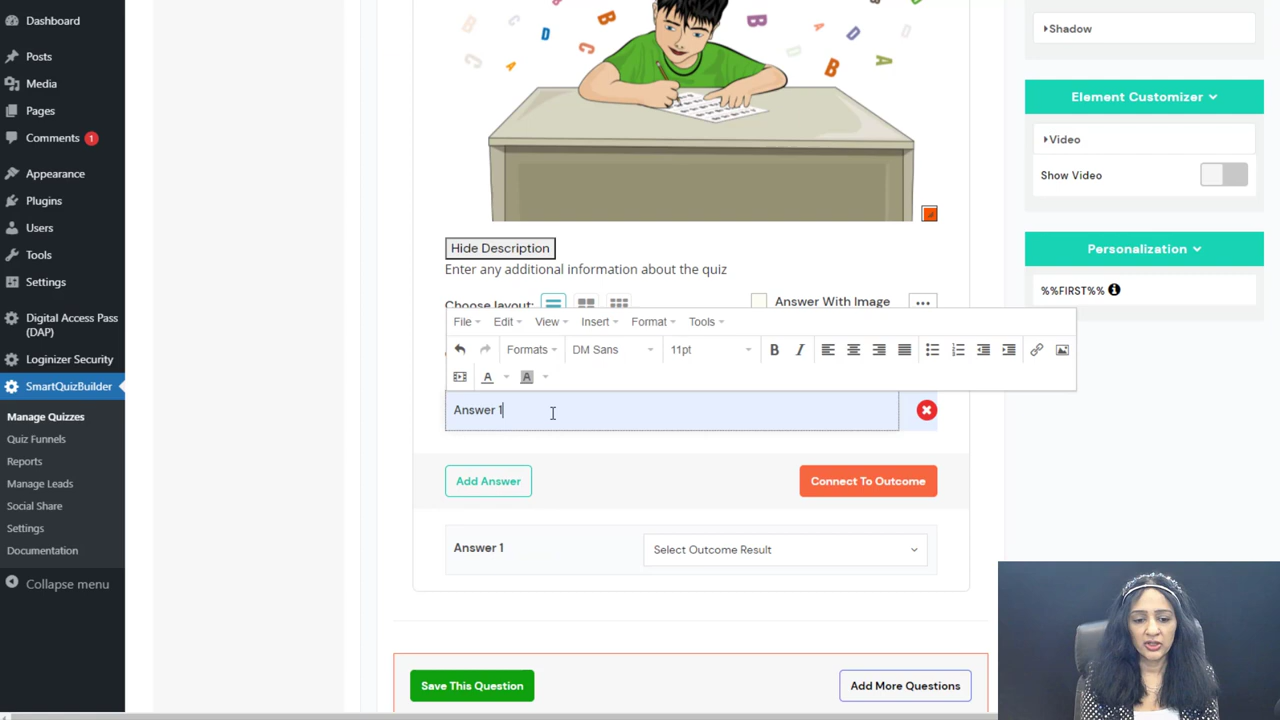 Dashboard
Posts
Media
Pages
Comments 1
Appearance
Plugins
Users
Tools
Settings
Digital Access Pass
(DAP)
Loginizer Security
SmartQuizBuilder
Manage Quizzes
Quiz Funnels
Reports
Manage Leads
Social Share
Settings
Documentation
Collapse menu
Hide Description
Enter any additional information about the quiz
Choose layout:
Answer With Image
...
File Edit View Insert Format Tools
Formats DM Sans 11pt B I
A A
Answer 1
Add Answer
Connect To Outcome
Answer 1
Select Outcome Result
Save This Question
Add More Questions
Shadow
Element Customizer
Video
Show Video
Personalization
%%FIRST%%